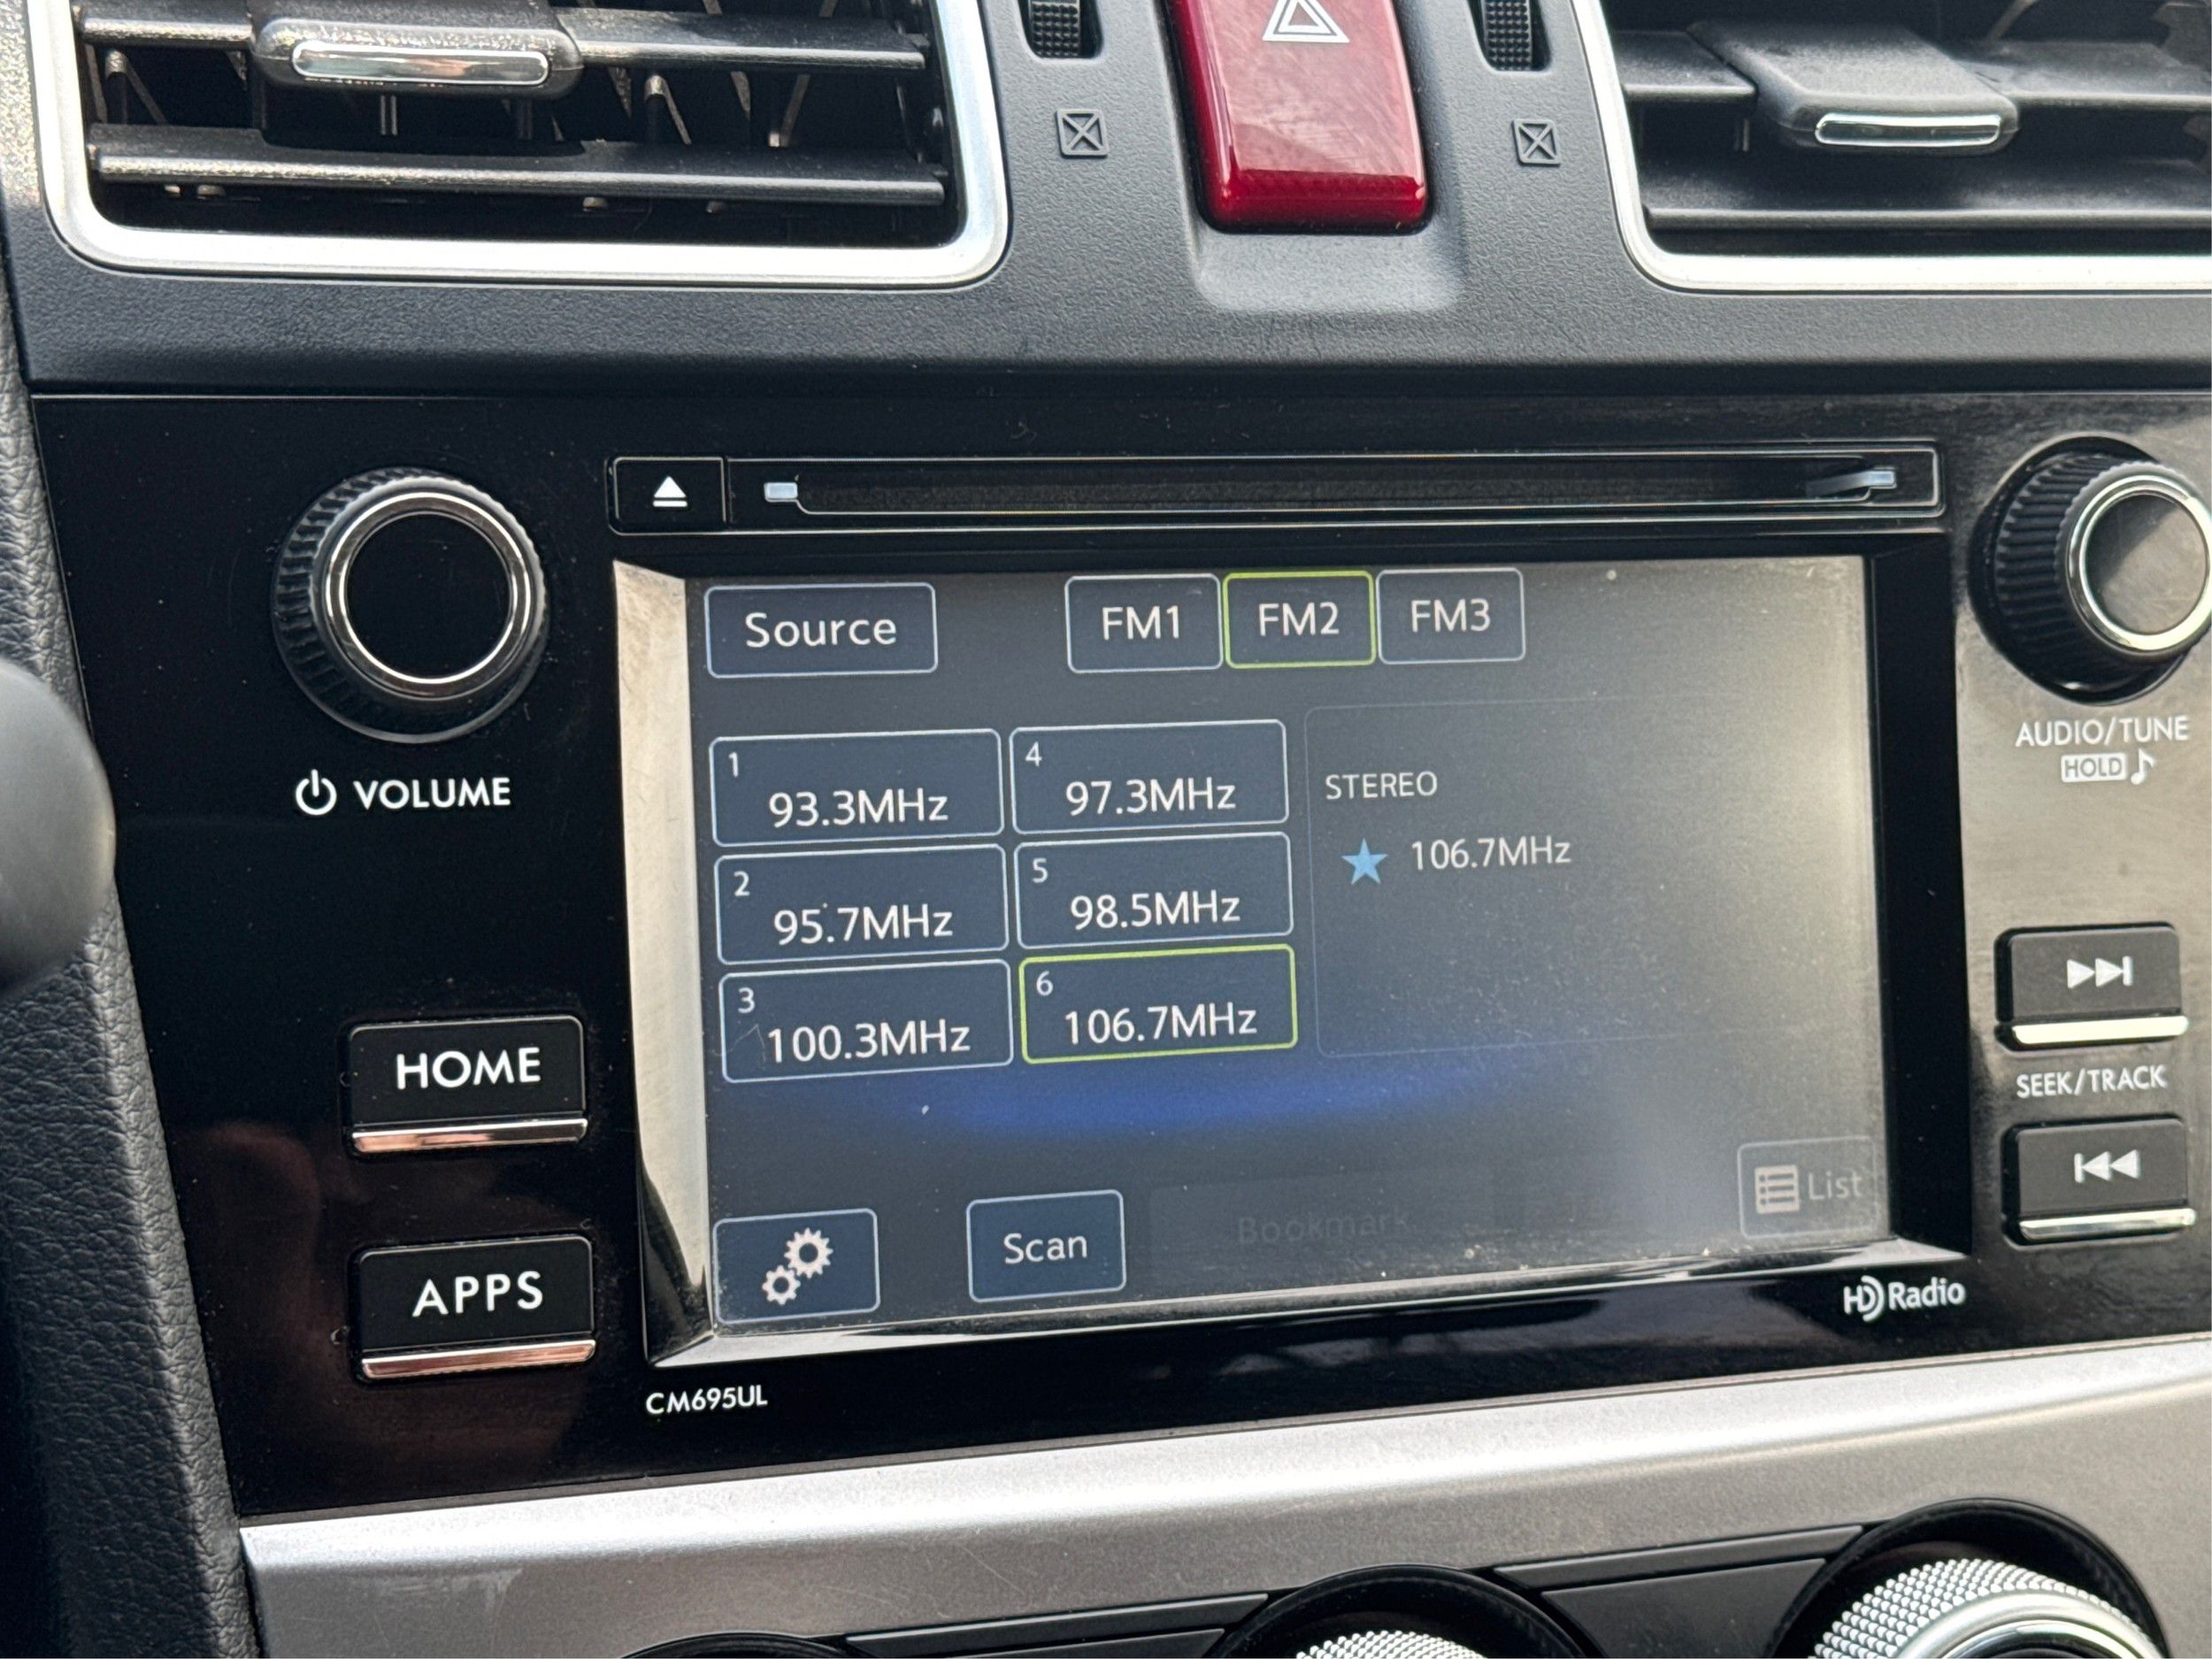 Source
FM1 FM2 FM3
VOLUME
AUDIO/TUNE
HOLD
1
93.3MHz
4
97.3MHz
STEREO
106.7MHz
2
95.7MHz
5
98.5MHz
3
100.3MHz
6
106.7MHz
HOME
SEEK/TRACK
APPS
Scan
Bookmark
List
HD Radio
CM695UL